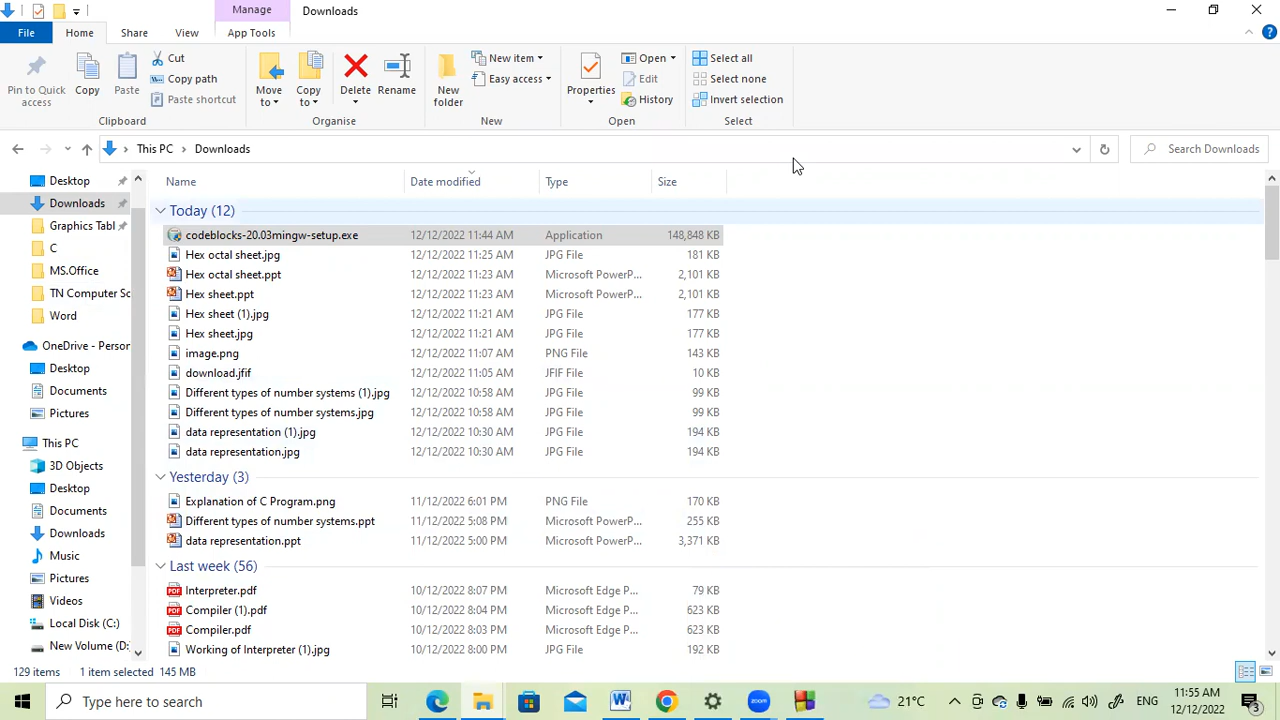 Manage Downloads
File Home Share View App Tools
Pin to Quick access Copy Paste Cut Copy path Paste shortcut
Move to Copy to Delete Rename New folder New item Easy access
Properties Open Edit History Select all Select none Invert selection
Clipboard Organise New Open Select
This PC Downloads Search Downloads
Name Date modified Type Size
Today (12)
codeblocks-20.03mingw-setup.exe 12/12/2022 11:44 AM Application 148,848 KB
Hex octal sheet.jpg 12/12/2022 11:25 AM JPG File 181 KB
Hex octal sheet.ppt 12/12/2022 11:23 AM Microsoft PowerP... 2,101 KB
Hex sheet.ppt 12/12/2022 11:23 AM Microsoft PowerP... 2,101 KB
Hex sheet (1).jpg 12/12/2022 11:21 AM JPG File 177 KB
Hex sheet.jpg 12/12/2022 11:21 AM JPG File 177 KB
image.png 12/12/2022 11:07 AM PNG File 143 KB
download.jfif 12/12/2022 11:05 AM JFIF File 10 KB
Different types of number systems (1).jpg 12/12/2022 10:58 AM JPG File 99 KB
Different types of number systems.jpg 12/12/2022 10:58 AM JPG File 99 KB
data representation (1).jpg 12/12/2022 10:30 AM JPG File 194 KB
data representation.jpg 12/12/2022 10:30 AM JPG File 194 KB
Yesterday (3)
Explanation of C Program.png 11/12/2022 6:01 PM PNG File 170 KB
Different types of number systems.ppt 11/12/2022 5:08 PM Microsoft PowerP... 255 KB
data representation.ppt 11/12/2022 5:00 PM Microsoft PowerP... 3,371 KB
Last week (56)
Interpreter.pdf 10/12/2022 8:07 PM Microsoft Edge P... 79 KB
Compiler (1).pdf 10/12/2022 8:04 PM Microsoft Edge P... 623 KB
Compiler.pdf 10/12/2022 8:03 PM Microsoft Edge P... 623 KB
Working of Interpreter (1).jpg 10/12/2022 8:00 PM JPG File 192 KB
Desktop
Downloads
Graphics Tabl
C
MS.Office
TN Computer Sc
Word
OneDrive - Person
Desktop
Documents
Pictures
This PC
3D Objects
Desktop
Documents
Downloads
Music
Pictures
Videos
Local Disk (C:)
New Volume (D:
129 items 1 item selected 145 MB
Type here to search 21°C ENG 11:55 AM
12/12/2022 3